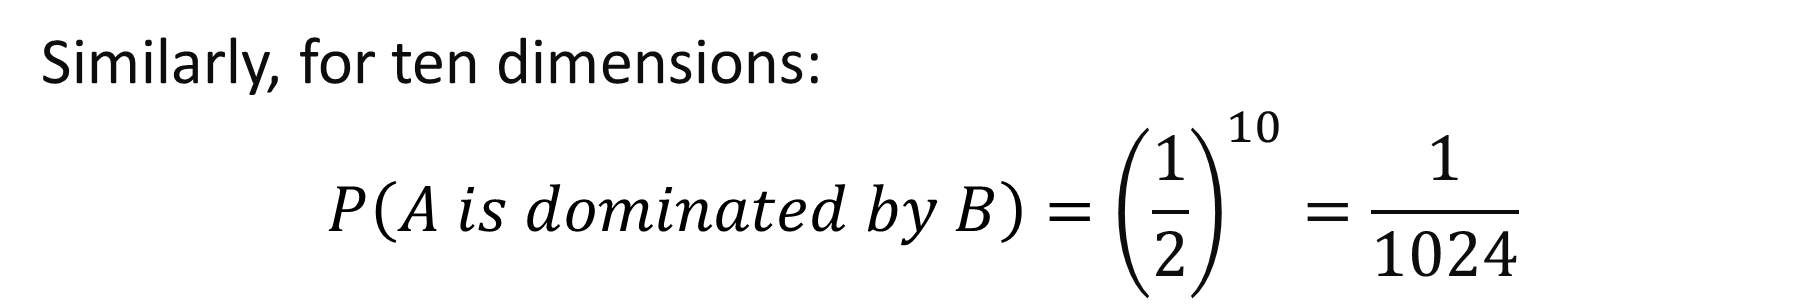 Similarly, for ten dimensions:
P(A is dominated by B) = (1/2)^10 = 1/1024